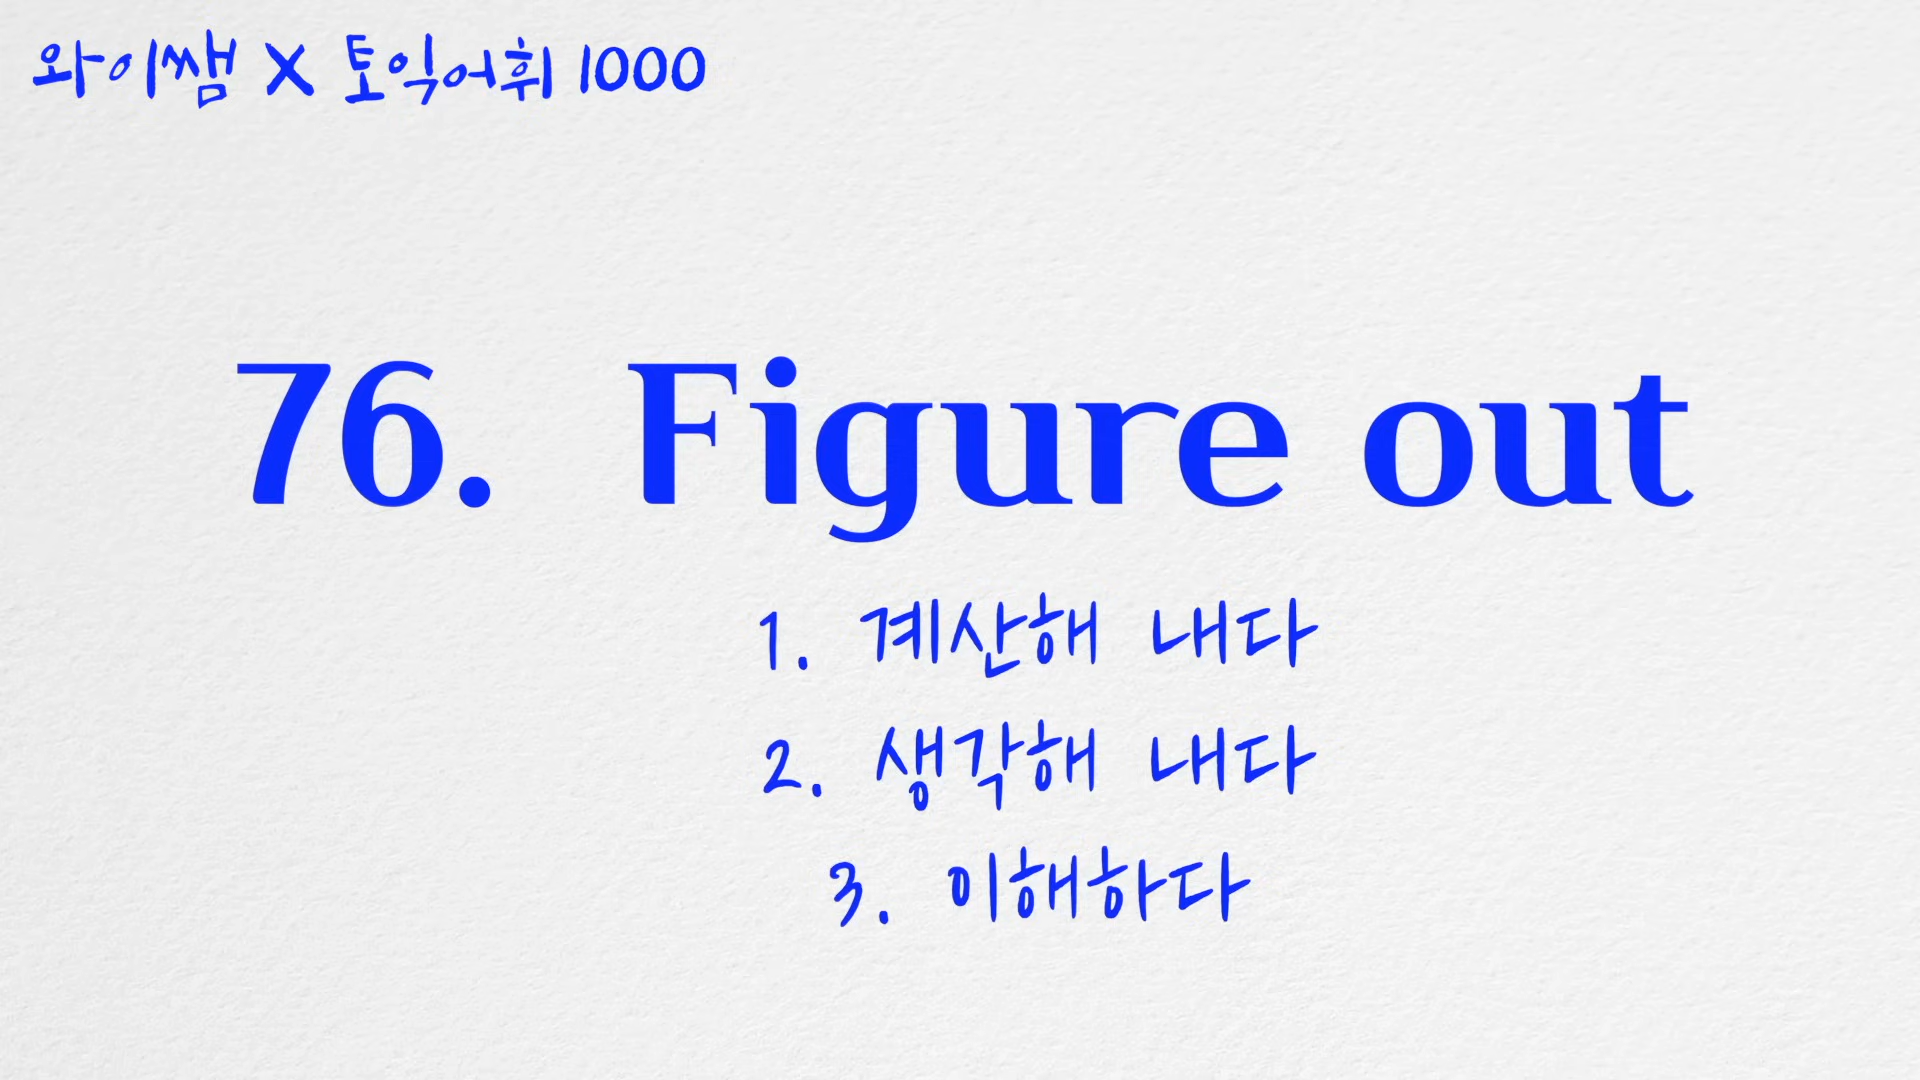 와이쌤 X 토익어휘 1000
76. Figure out
1. 계산해 내다
2. 생각해 내다
3. 이해하다